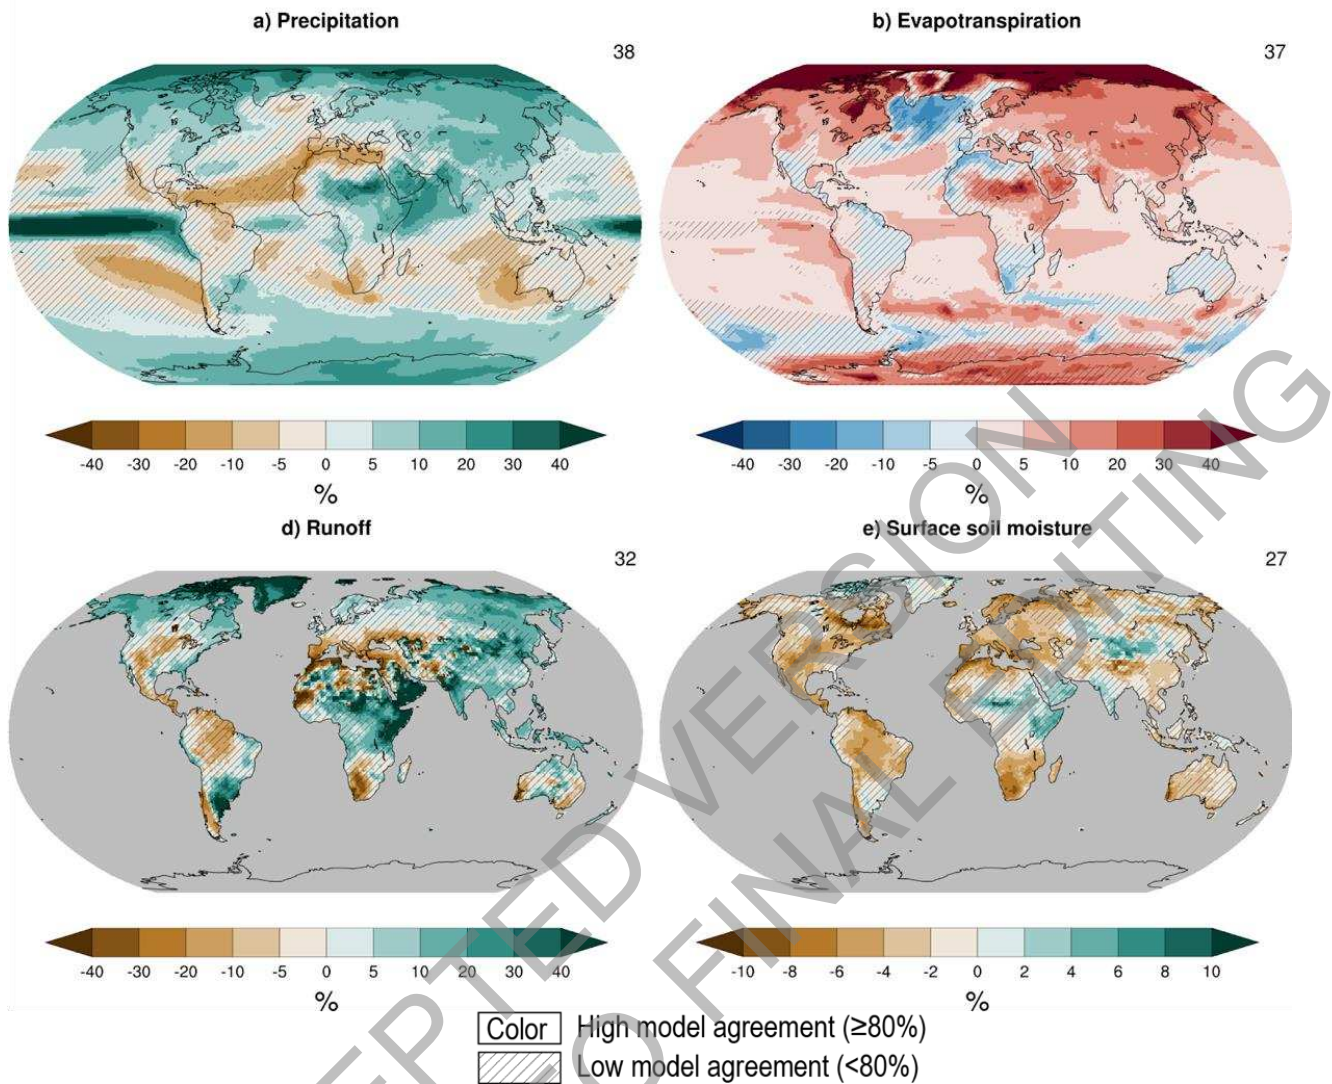 a) Precipitation
38
-40 -30 -20 -10 -5 0 5 10 20 30 40
%
b) Evapotranspiration
37
-40 -30 -20 -10 -5 0 5 10 20 30 40
%
d) Runoff
32
-40 -30 -20 -10 -5 0 5 10 20 30 40
%
e) Surface soil moisture
27
-10 -8 -6 -4 -2 0 2 4 6 8 10
%
Color High model agreement (≥80%)
Low model agreement (<80%)
EPTED VERSION
O FINAL EDITING